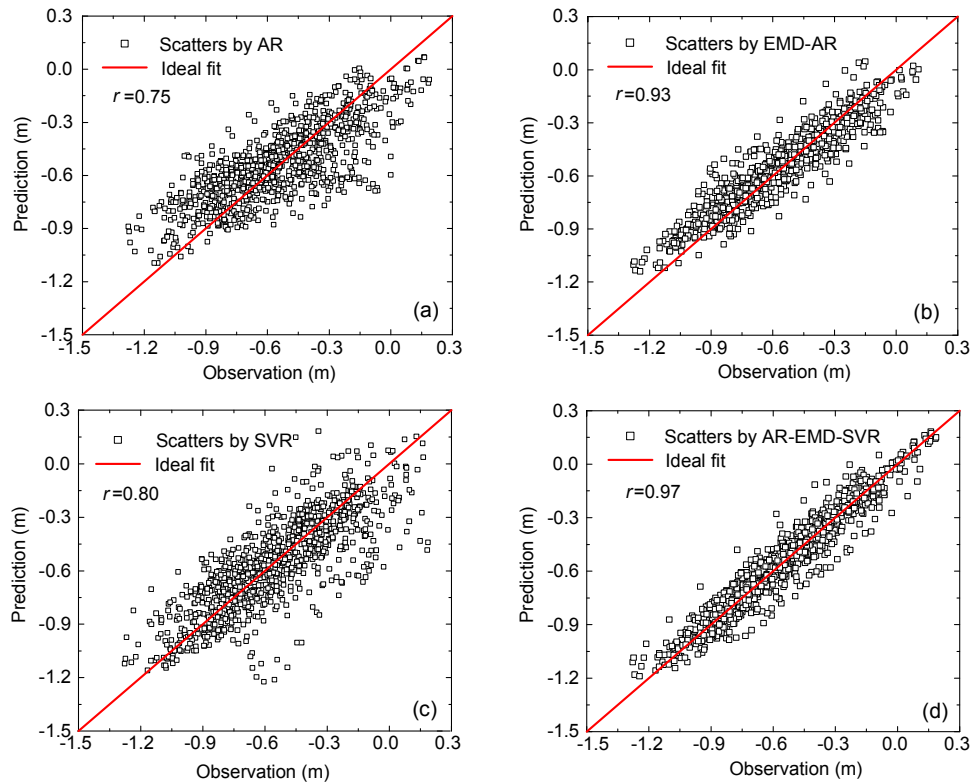 0.3
0.0
-0.3
-0.6
-0.9
-1.2
-1.5
Prediction (m)
Scatters by AR
Ideal fit
r=0.75
(a)
-1.5 -1.2 -0.9 -0.6 -0.3 0.0 0.3
Observation (m)
0.3
0.0
-0.3
-0.6
-0.9
-1.2
-1.5
Prediction (m)
Scatters by EMD-AR
Ideal fit
r=0.93
(b)
-1.5 -1.2 -0.9 -0.6 -0.3 0.0 0.3
Observation (m)
0.3
0.0
-0.3
-0.6
-0.9
-1.2
-1.5
Prediction (m)
Scatters by SVR
Ideal fit
r=0.80
(c)
-1.5 -1.2 -0.9 -0.6 -0.3 0.0 0.3
Observation (m)
0.3
0.0
-0.3
-0.6
-0.9
-1.2
-1.5
Prediction (m)
Scatters by AR-EMD-SVR
Ideal fit
r=0.97
(d)
-1.5 -1.2 -0.9 -0.6 -0.3 0.0 0.3
Observation (m)